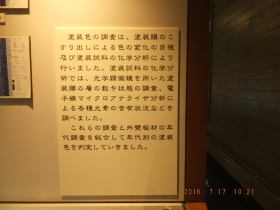 塗装色の調査は、塗装膜のこ
すり出しによる色の変化の目視
及び塗装試料の化学分析により
行いました。塗装試料の化学分
析では、光学顕微鏡を用いた塗
装膜の層の数や状態の調査、電
子線マイクロアナライザ分析に
よる各種元素の含有状況などを
調べました。
これらの調査と外壁板材の年
代調査を総合して年代別の塗装
色を判定していきました。
2016 7 17 10:21